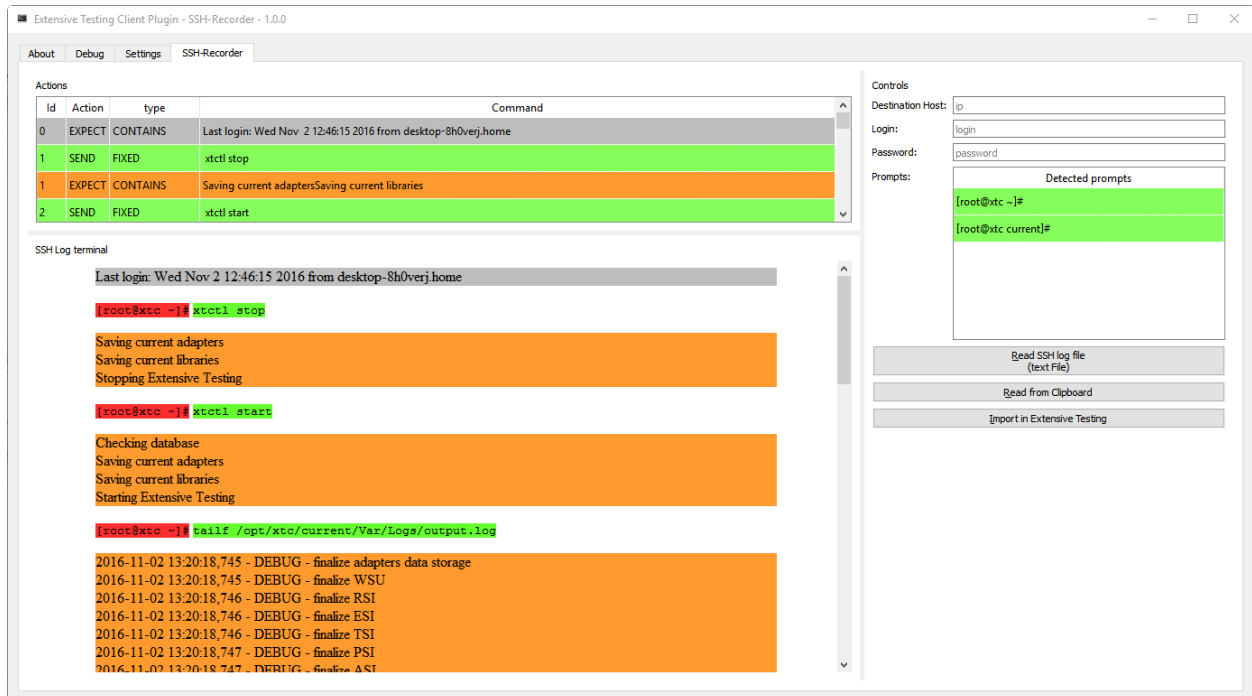 Extensive Testing Client Plugin - SSH-Recorder - 1.0.0
About Debug Settings SSH-Recorder
Actions
Id Action type Command
0 EXPECT CONTAINS Last login: Wed Nov 2 12:46:15 2016 from desktop-8h0verj.home
1 SEND FIXED xtctl stop
1 EXPECT CONTAINS Saving current adaptersSaving current libraries
2 SEND FIXED xtctl start
SSH Log terminal
Last login: Wed Nov 2 12:46:15 2016 from desktop-8h0verj.home
[root@xtc ~]# xtctl stop
Saving current adapters
Saving current libraries
Stopping Extensive Testing
[root@xtc ~]# xtctl start
Checking database
Saving current adapters
Saving current libraries
Starting Extensive Testing
[root@xtc ~]# tailf /opt/xtc/current/Var/Logs/output.log
2016-11-02 13:20:18,745 - DEBUG - finalize adapters data storage
2016-11-02 13:20:18,745 - DEBUG - finalize WSU
2016-11-02 13:20:18,746 - DEBUG - finalize RSI
2016-11-02 13:20:18,746 - DEBUG - finalize ESI
2016-11-02 13:20:18,746 - DEBUG - finalize TSI
2016-11-02 13:20:18,747 - DEBUG - finalize PSI
2016-11-02 13:20:18,747 - DEBUG - finalize ASI
Controls
Destination Host: ip
Login: login
Password: password
Prompts: Detected prompts
[root@xtc ~]#
[root@xtc current]#
Read SSH log file
(text File)
Read from Clipboard
Import in Extensive Testing